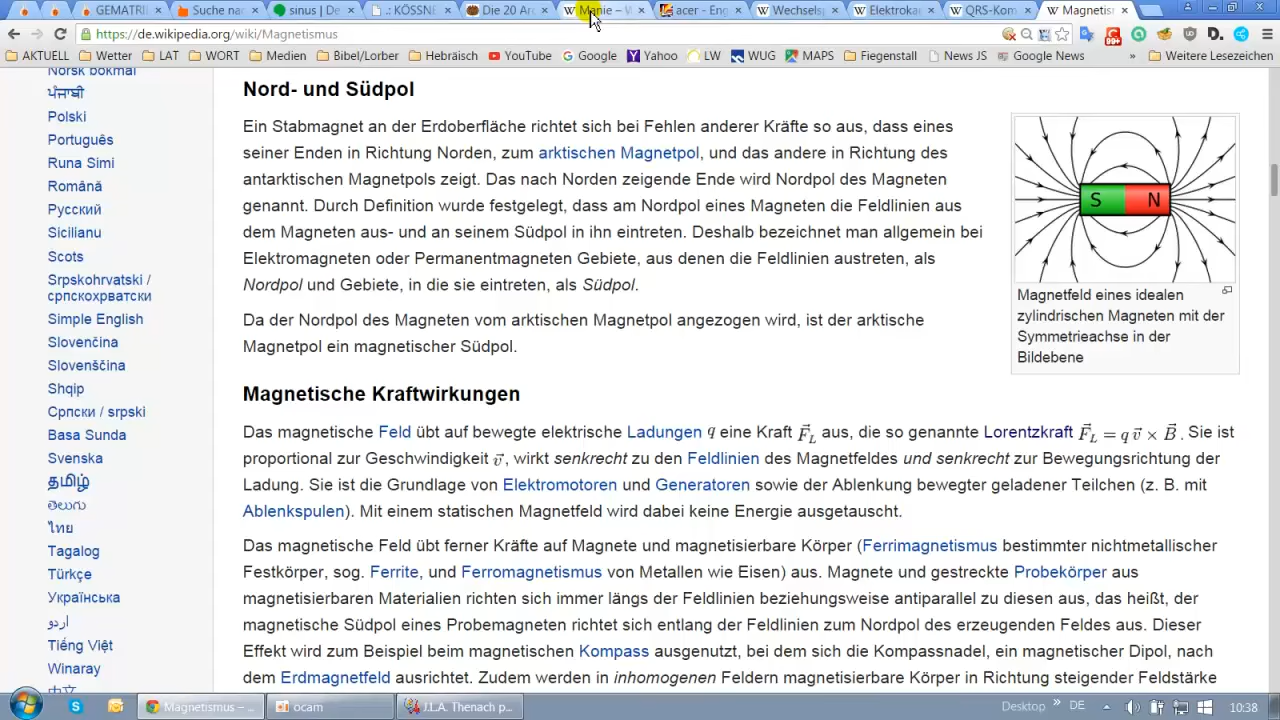 GEMATRI
Suche na
sinus | De
.: KÖSSNE
Die 20 Ar
Manie – W
acer - Eng
Wechselsp
Elektroka
QRS-Kom
Magnetis
https://de.wikipedia.org/wiki/Magnetismus
AKTUELL
Wetter
LAT
WORT
Medien
Bibel/Lorber
Hebräisch
YouTube
Google
Yahoo
LW
WUG
MAPS
Fiegenstall
News JS
Google News
»
Weitere Lesezeichen
Norsk bokmål
ਪੰਜਾਬੀ
Polski
Português
Runa Simi
Română
Русский
Sicilianu
Scots
Srpskohrvatski /
српскохрватски
Simple English
Slovenčina
Slovenščina
Shqip
Српски / srpski
Basa Sunda
Svenska
தமிழ்
తెలుగు
ไทย
Tagalog
Türkçe
Українська
اردو
Tiếng Việt
Winaray
中文
Nord- und Südpol
Ein Stabmagnet an der Erdoberfläche richtet sich bei Fehlen anderer Kräfte so aus, dass eines
seiner Enden in Richtung Norden, zum arktischen Magnetpol, und das andere in Richtung des
antarktischen Magnetpols zeigt. Das nach Norden zeigende Ende wird Nordpol des Magneten
genannt. Durch Definition wurde festgelegt, dass am Nordpol eines Magneten die Feldlinien aus
dem Magneten aus- und an seinem Südpol in ihn eintreten. Deshalb bezeichnet man allgemein bei
Elektromagneten oder Permanentmagneten Gebiete, aus denen die Feldlinien austreten, als
Nordpol und Gebiete, in die sie eintreten, als Südpol.
Da der Nordpol des Magneten vom arktischen Magnetpol angezogen wird, ist der arktische
Magnetpol ein magnetischer Südpol.
S N
Magnetfeld eines idealen
zylindrischen Magneten mit der
Symmetrieachse in der
Bildebene
Magnetische Kraftwirkungen
Das magnetische Feld übt auf bewegte elektrische Ladungen q eine Kraft F⃗_L aus, die so genannte Lorentzkraft F⃗_L = q v⃗ × B⃗ . Sie ist
proportional zur Geschwindigkeit v⃗, wirkt senkrecht zu den Feldlinien des Magnetfeldes und senkrecht zur Bewegungsrichtung der
Ladung. Sie ist die Grundlage von Elektromotoren und Generatoren sowie der Ablenkung bewegter geladener Teilchen (z. B. mit
Ablenkspulen). Mit einem statischen Magnetfeld wird dabei keine Energie ausgetauscht.
Das magnetische Feld übt ferner Kräfte auf Magnete und magnetisierbare Körper (Ferrimagnetismus bestimmter nichtmetallischer
Festkörper, sog. Ferrite, und Ferromagnetismus von Metallen wie Eisen) aus. Magnete und gestreckte Probekörper aus
magnetisierbaren Materialien richten sich immer längs der Feldlinien beziehungsweise antiparallel zu diesen aus, das heißt, der
magnetische Südpol eines Probemagneten richtet sich entlang der Feldlinien zum Nordpol des erzeugenden Feldes aus. Dieser
Effekt wird zum Beispiel beim magnetischen Kompass ausgenutzt, bei dem sich die Kompassnadel, ein magnetischer Dipol, nach
dem Erdmagnetfeld ausrichtet. Zudem werden in inhomogenen Feldern magnetisierbare Körper in Richtung steigender Feldstärke
Magnetismus –...
ocam
J.L.A. Thenach p...
Desktop
»
DE
10:38